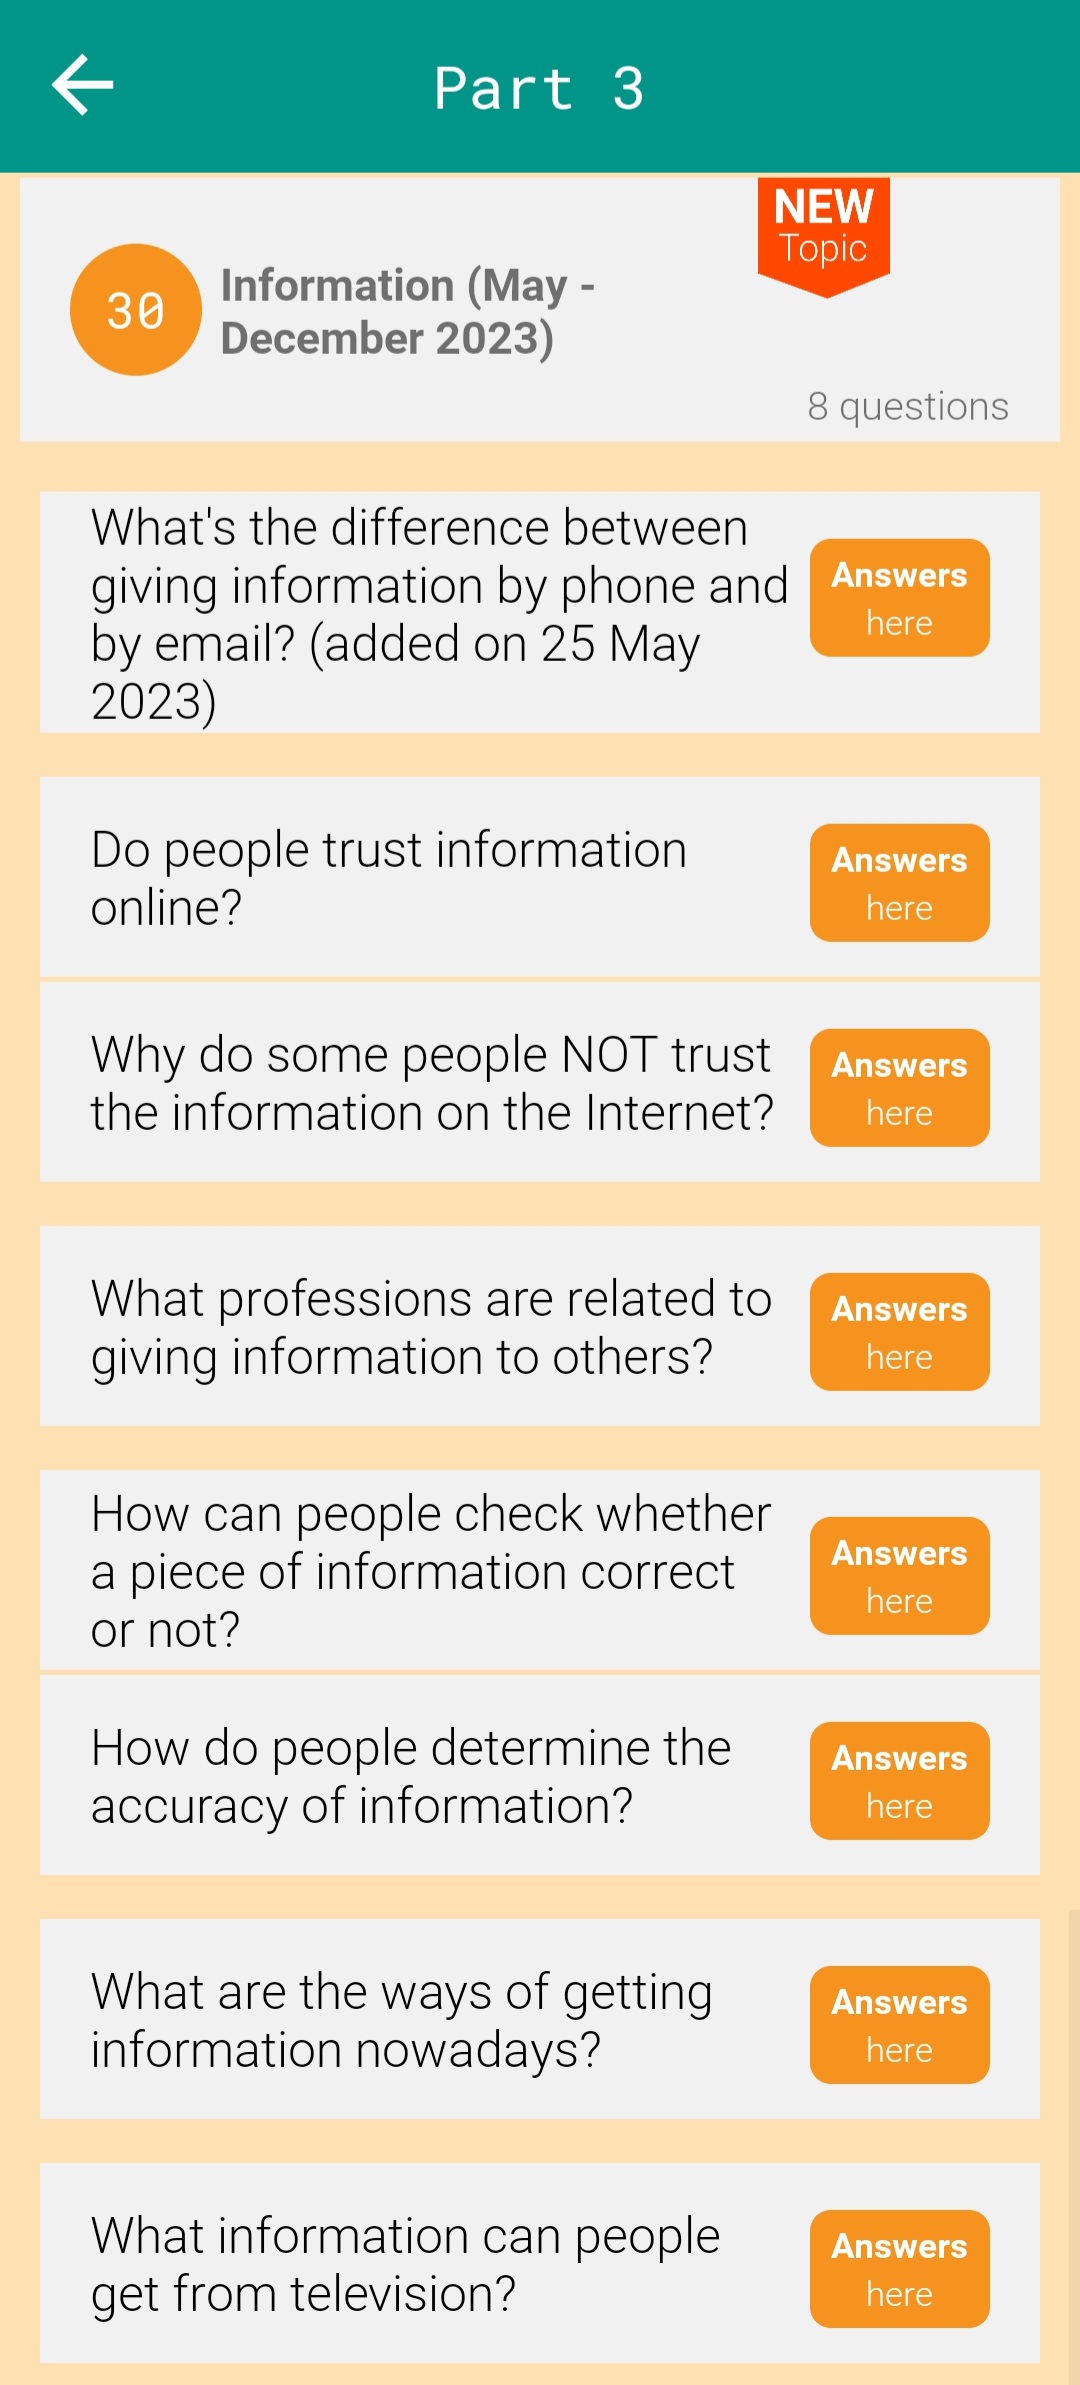 Part 3
NEW
Topic
30
Information (May -
December 2023)
8 questions
What's the difference between
giving information by phone and
by email? (added on 25 May
2023)
Answers
here
Do people trust information
online?
Answers
here
Why do some people NOT trust
the information on the Internet?
Answers
here
What professions are related to
giving information to others?
Answers
here
How can people check whether
a piece of information correct
or not?
Answers
here
How do people determine the
accuracy of information?
Answers
here
What are the ways of getting
information nowadays?
Answers
here
What information can people
get from television?
Answers
here